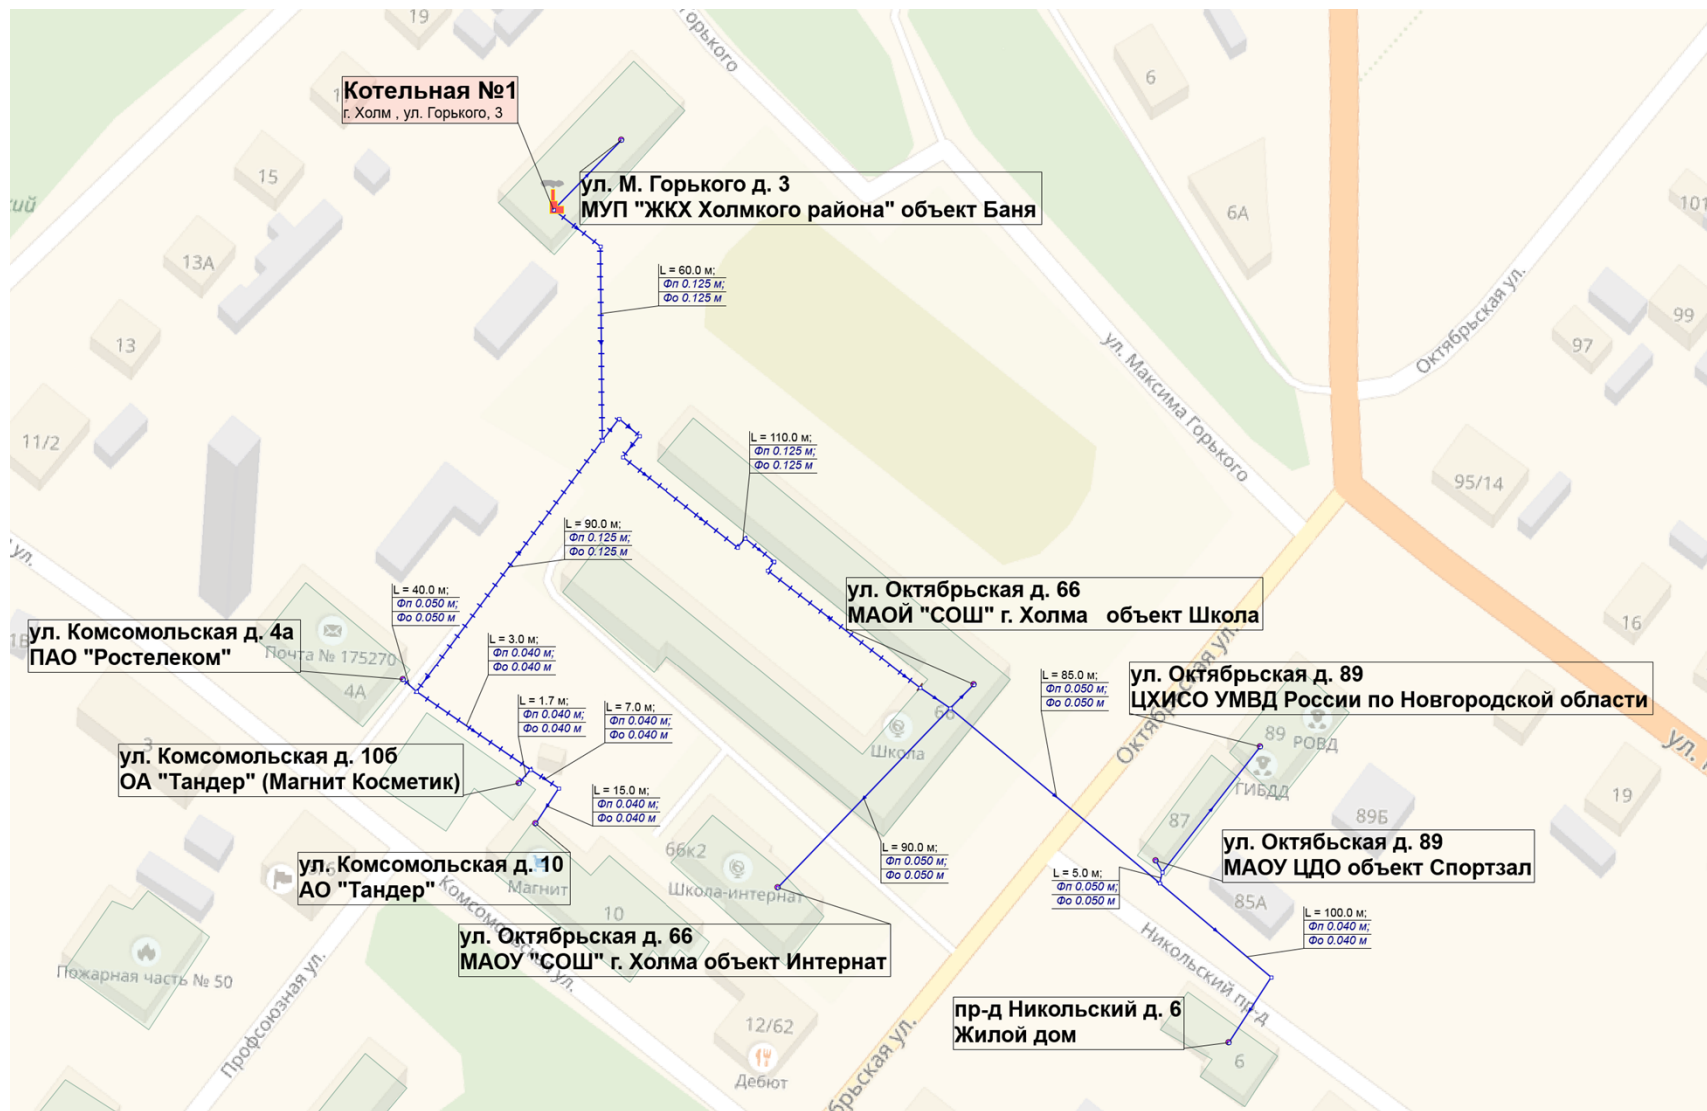 19
Горького
Котельная №1
г. Холм , ул. Горького, 3
6
15
ул. М. Горького д. 3
МУП "ЖКХ Холмкого района" объект Баня
101
6А
13А
L = 60.0 м;
Фп 0.125 м;
Фо 0.125 м
Октябрьская ул.
99
97
13
ул. Максима Горького
11/2
L = 110.0 м;
Фп 0.125 м;
Фо 0.125 м
95/14
L = 90.0 м;
Фп 0.125 м;
Фо 0.125 м
L = 40.0 м;
Фп 0.050 м;
Фо 0.050 м
ул. Октябрьская д. 66
МАОЙ "СОШ" г. Холма объект Школа
16
ул. Комсомольская д. 4а
ПАО "Ростелеком"
Почта № 175270
4А
L = 3.0 м;
Фп 0.040 м;
Фо 0.040 м
Октябрьская ул.
L = 85.0 м;
Фп 0.050 м;
Фо 0.050 м
ул. Октябрьская д. 89
ЦХИСО УМВД России по Новгородской области
L = 1.7 м;
Фп 0.040 м;
Фо 0.040 м
L = 7.0 м;
Фп 0.040 м;
Фо 0.040 м
66
Школа
89
РОВД
ГИБДД
3
ул. Комсомольская д. 10б
ОА "Тандер" (Магнит Косметик)
L = 15.0 м;
Фп 0.040 м;
Фо 0.040 м
87
89Б
19
ул. Октябьская д. 89
МАОУ ЦДО объект Спортзал
66к2
Школа-интернат
L = 90.0 м;
Фп 0.050 м;
Фо 0.050 м
L = 5.0 м;
Фп 0.050 м;
Фо 0.050 м
ул. Комсомольская д. 10
АО "Тандер"
Магнит
10
85А
L = 100.0 м;
Фп 0.040 м;
Фо 0.040 м
Комсомольская ул.
ул. Октябрьская д. 66
МАОУ "СОШ" г. Холма объект Интернат
Никольский пр-д
Пожарная часть № 50
Профсоюзная ул.
пр-д Никольский д. 6
Жилой дом
12/62
Дебют
6